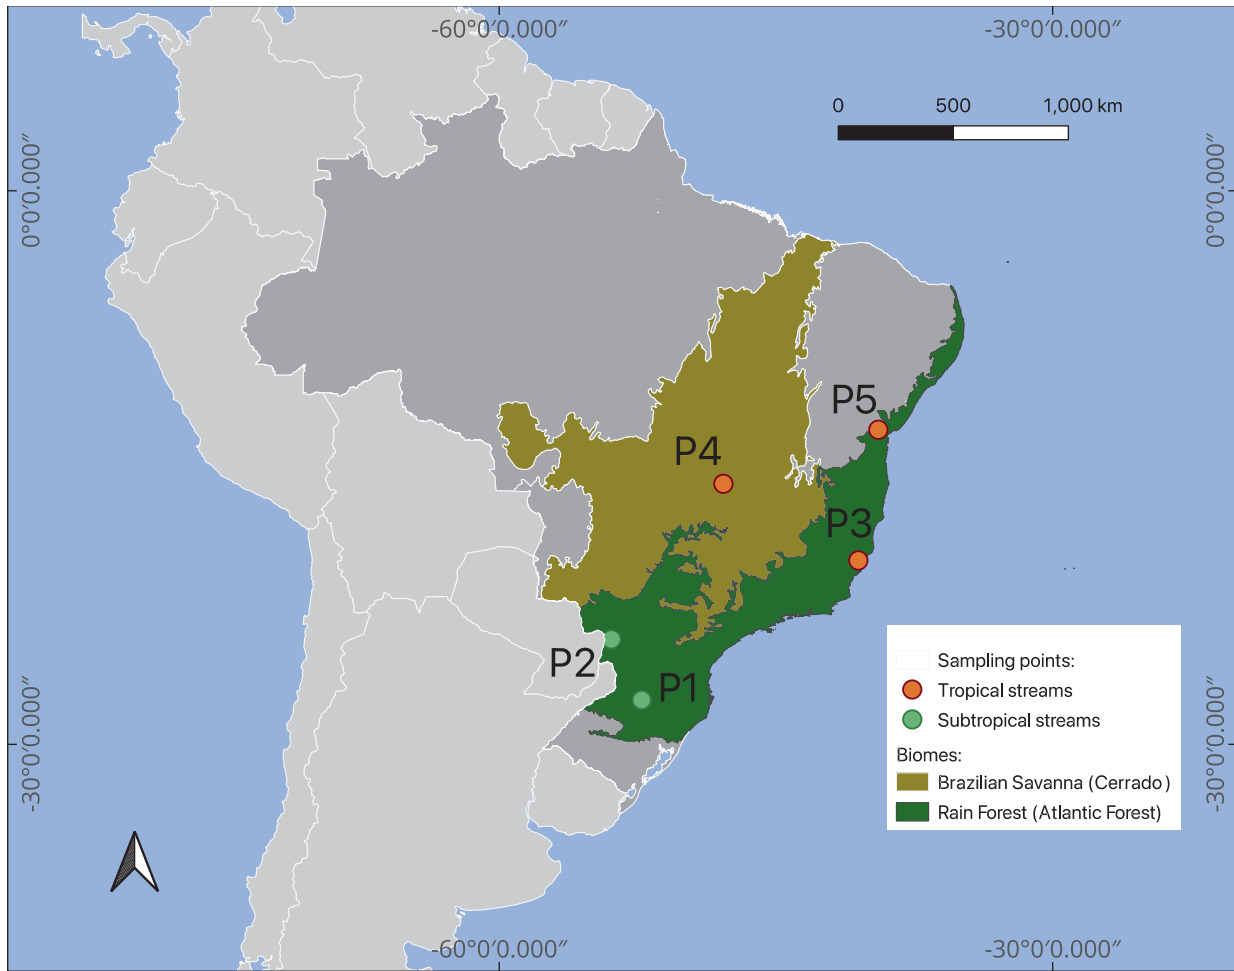 -60°0′0.000″
-30°0′0.000″
0
500
1,000 km
0°0′0.000″
0°0′0.000″
P5
P4
P3
P2
P1
Sampling points:
Tropical streams
Subtropical streams
Biomes:
Brazilian Savanna (Cerrado)
Rain Forest (Atlantic Forest)
-30°0′0.000″
-30°0′0.000″
-60°0′0.000″
-30°0′0.000″